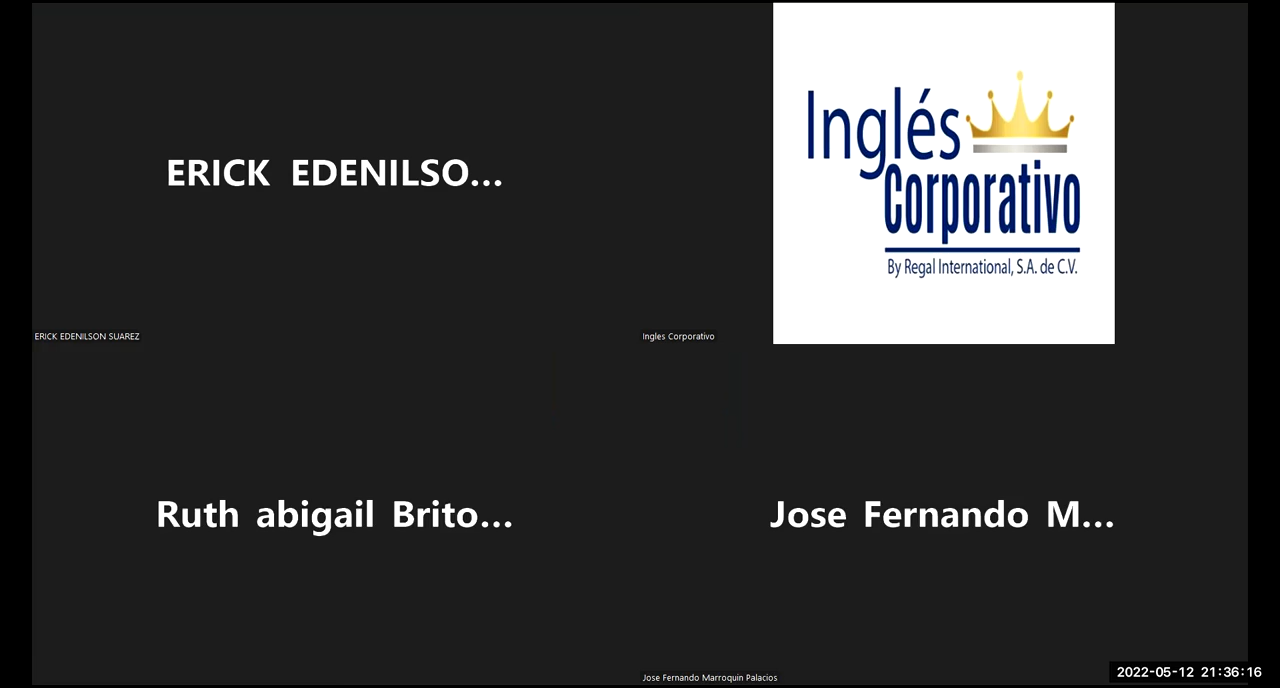 ERICK EDENILSO...
Inglés
Corporativo
By Regal International, S.A. de C.V.
ERICK EDENILSON SUAREZ
Ingles Corporativo
Ruth abigail Brito...
Jose Fernando M...
Jose Fernando Marroquin Palacios
2022-05-12 21:36:16